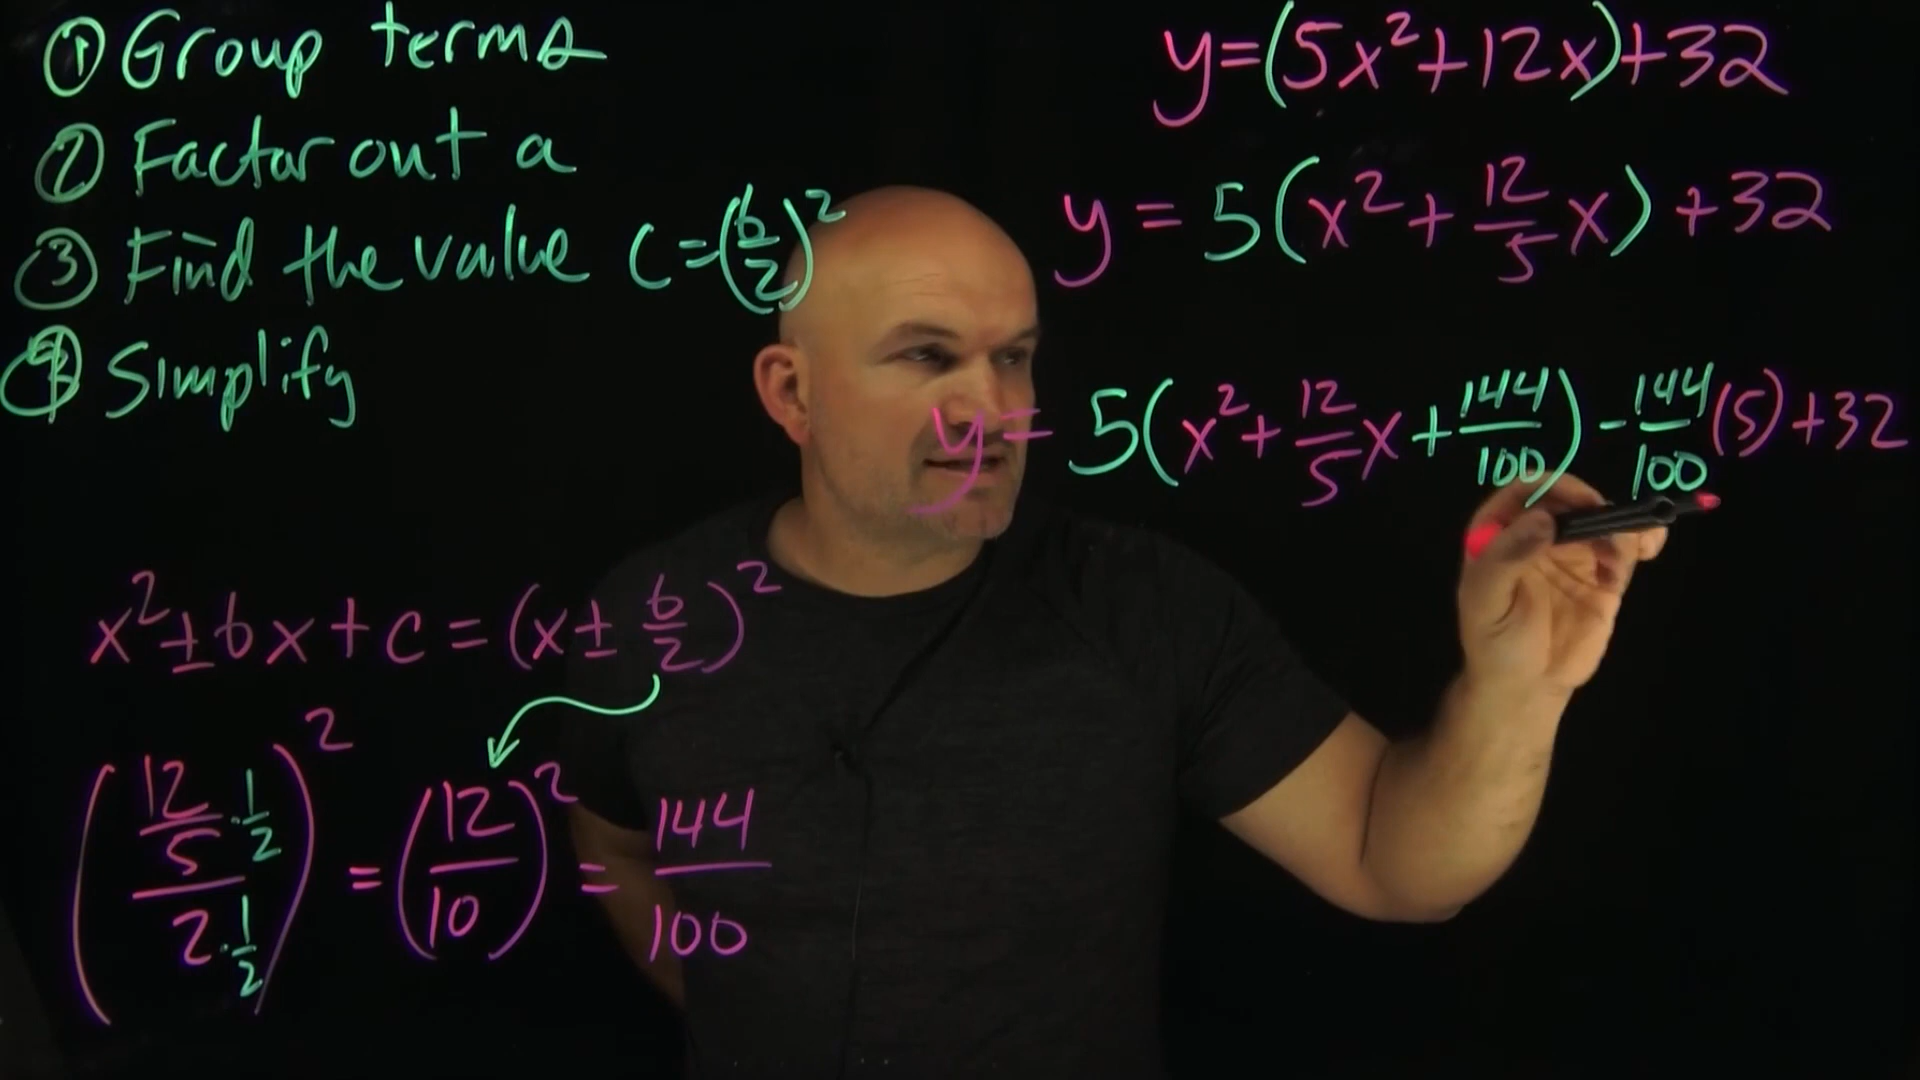 ① Group terms
② Factor out a
③ Find the value c=(b/2)²
④ Simplify
x²±bx+c=(x±b/2)²
((12/5·1/2)/(2·1/2))²=(12/10)²=144/100
y=(5x²+12x)+32
y=5(x²+12/5x)+32
y=5(x²+12/5x+144/100)-144/100(5)+32